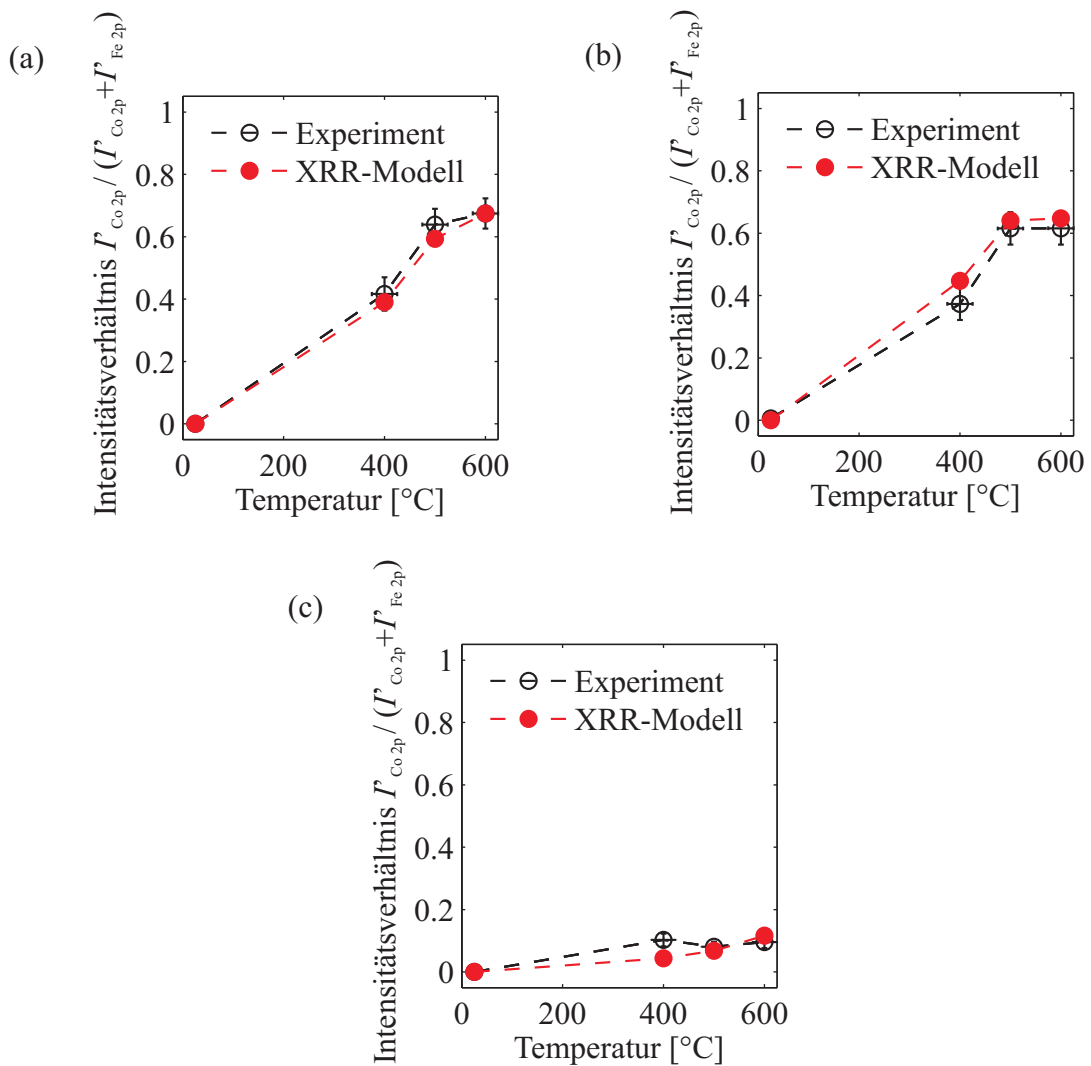 (a)
Intensitätsverhältnis I'Co 2p / (I'Co 2p+I'Fe 2p)
1
0.8
0.6
0.4
0.2
0
Experiment
XRR-Modell
0 200 400 600
Temperatur [°C]
(b)
Intensitätsverhältnis I'Co 2p / (I'Co 2p+I'Fe 2p)
1
0.8
0.6
0.4
0.2
0
Experiment
XRR-Modell
0 200 400 600
Temperatur [°C]
(c)
Intensitätsverhältnis I'Co 2p / (I'Co 2p+I'Fe 2p)
1
0.8
0.6
0.4
0.2
0
Experiment
XRR-Modell
0 200 400 600
Temperatur [°C]